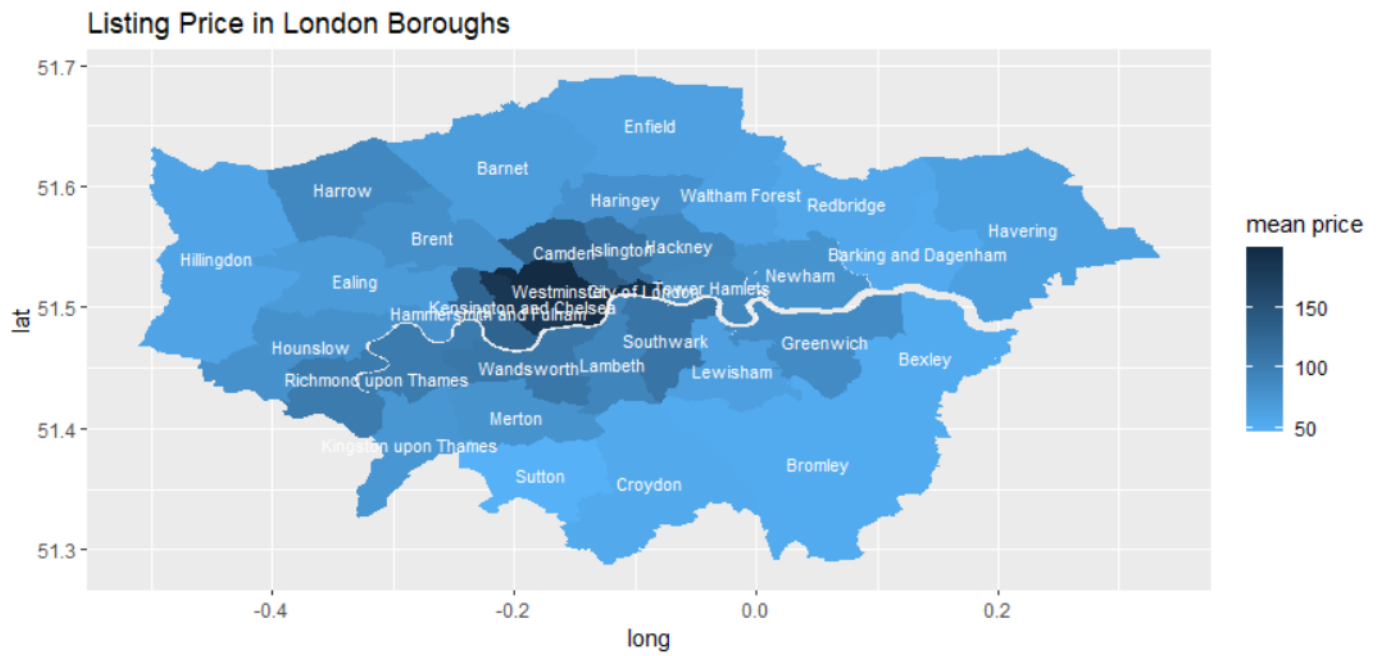 Listing Price in London Boroughs
51.7
51.6
51.5
51.4
51.3
lat
Enfield
Barnet
Harrow
Haringey
Waltham Forest
Redbridge
Brent
Camden
Islington
Hackney
Havering
Hillingdon
Barking and Dagenham
Ealing
Newham
Westminster
City of London
Tower Hamlets
Kensington and Chelsea
Hammersmith and Fulham
Hounslow
Southwark
Greenwich
Bexley
Richmond upon Thames
Wandsworth
Lambeth
Lewisham
Merton
Kingston upon Thames
Sutton
Croydon
Bromley
-0.4
-0.2
0.0
0.2
long
mean price
150
100
50